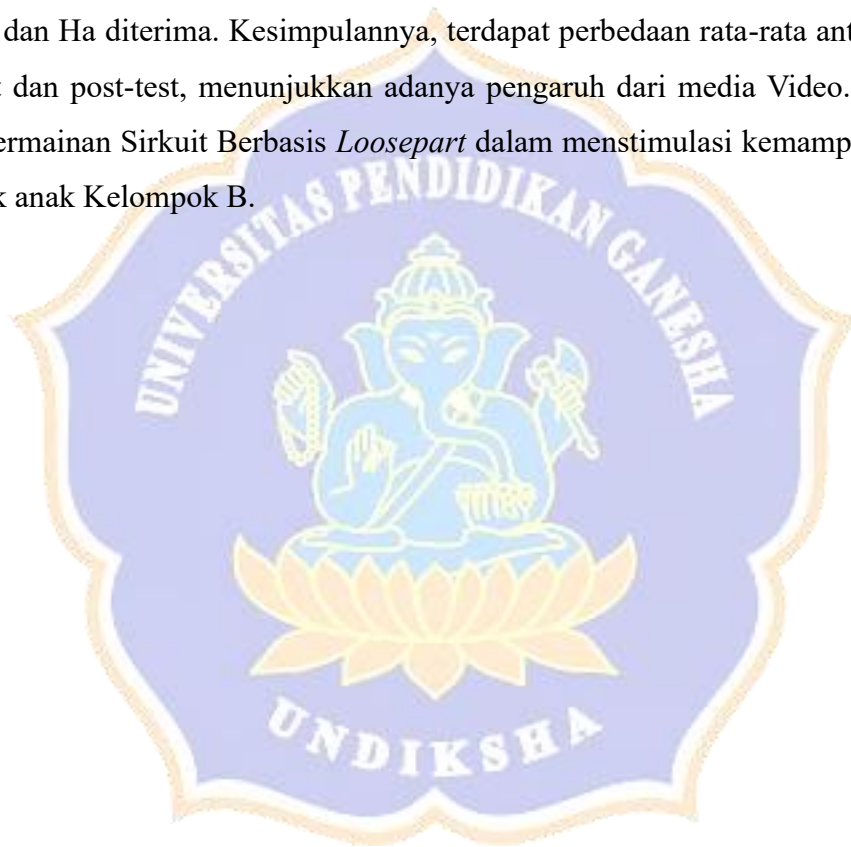 dan Ha diterima. Kesimpulannya, terdapat perbedaan rata-rata ant
dan post-test, menunjukkan adanya pengaruh dari media Video.
ermainan Sirkuit Berbasis Loosepart dalam menstimulasi kemamp
k anak Kelompok B.
UNIVERSITAS PENDIDIKAN GANESHA
UNDIKSHA